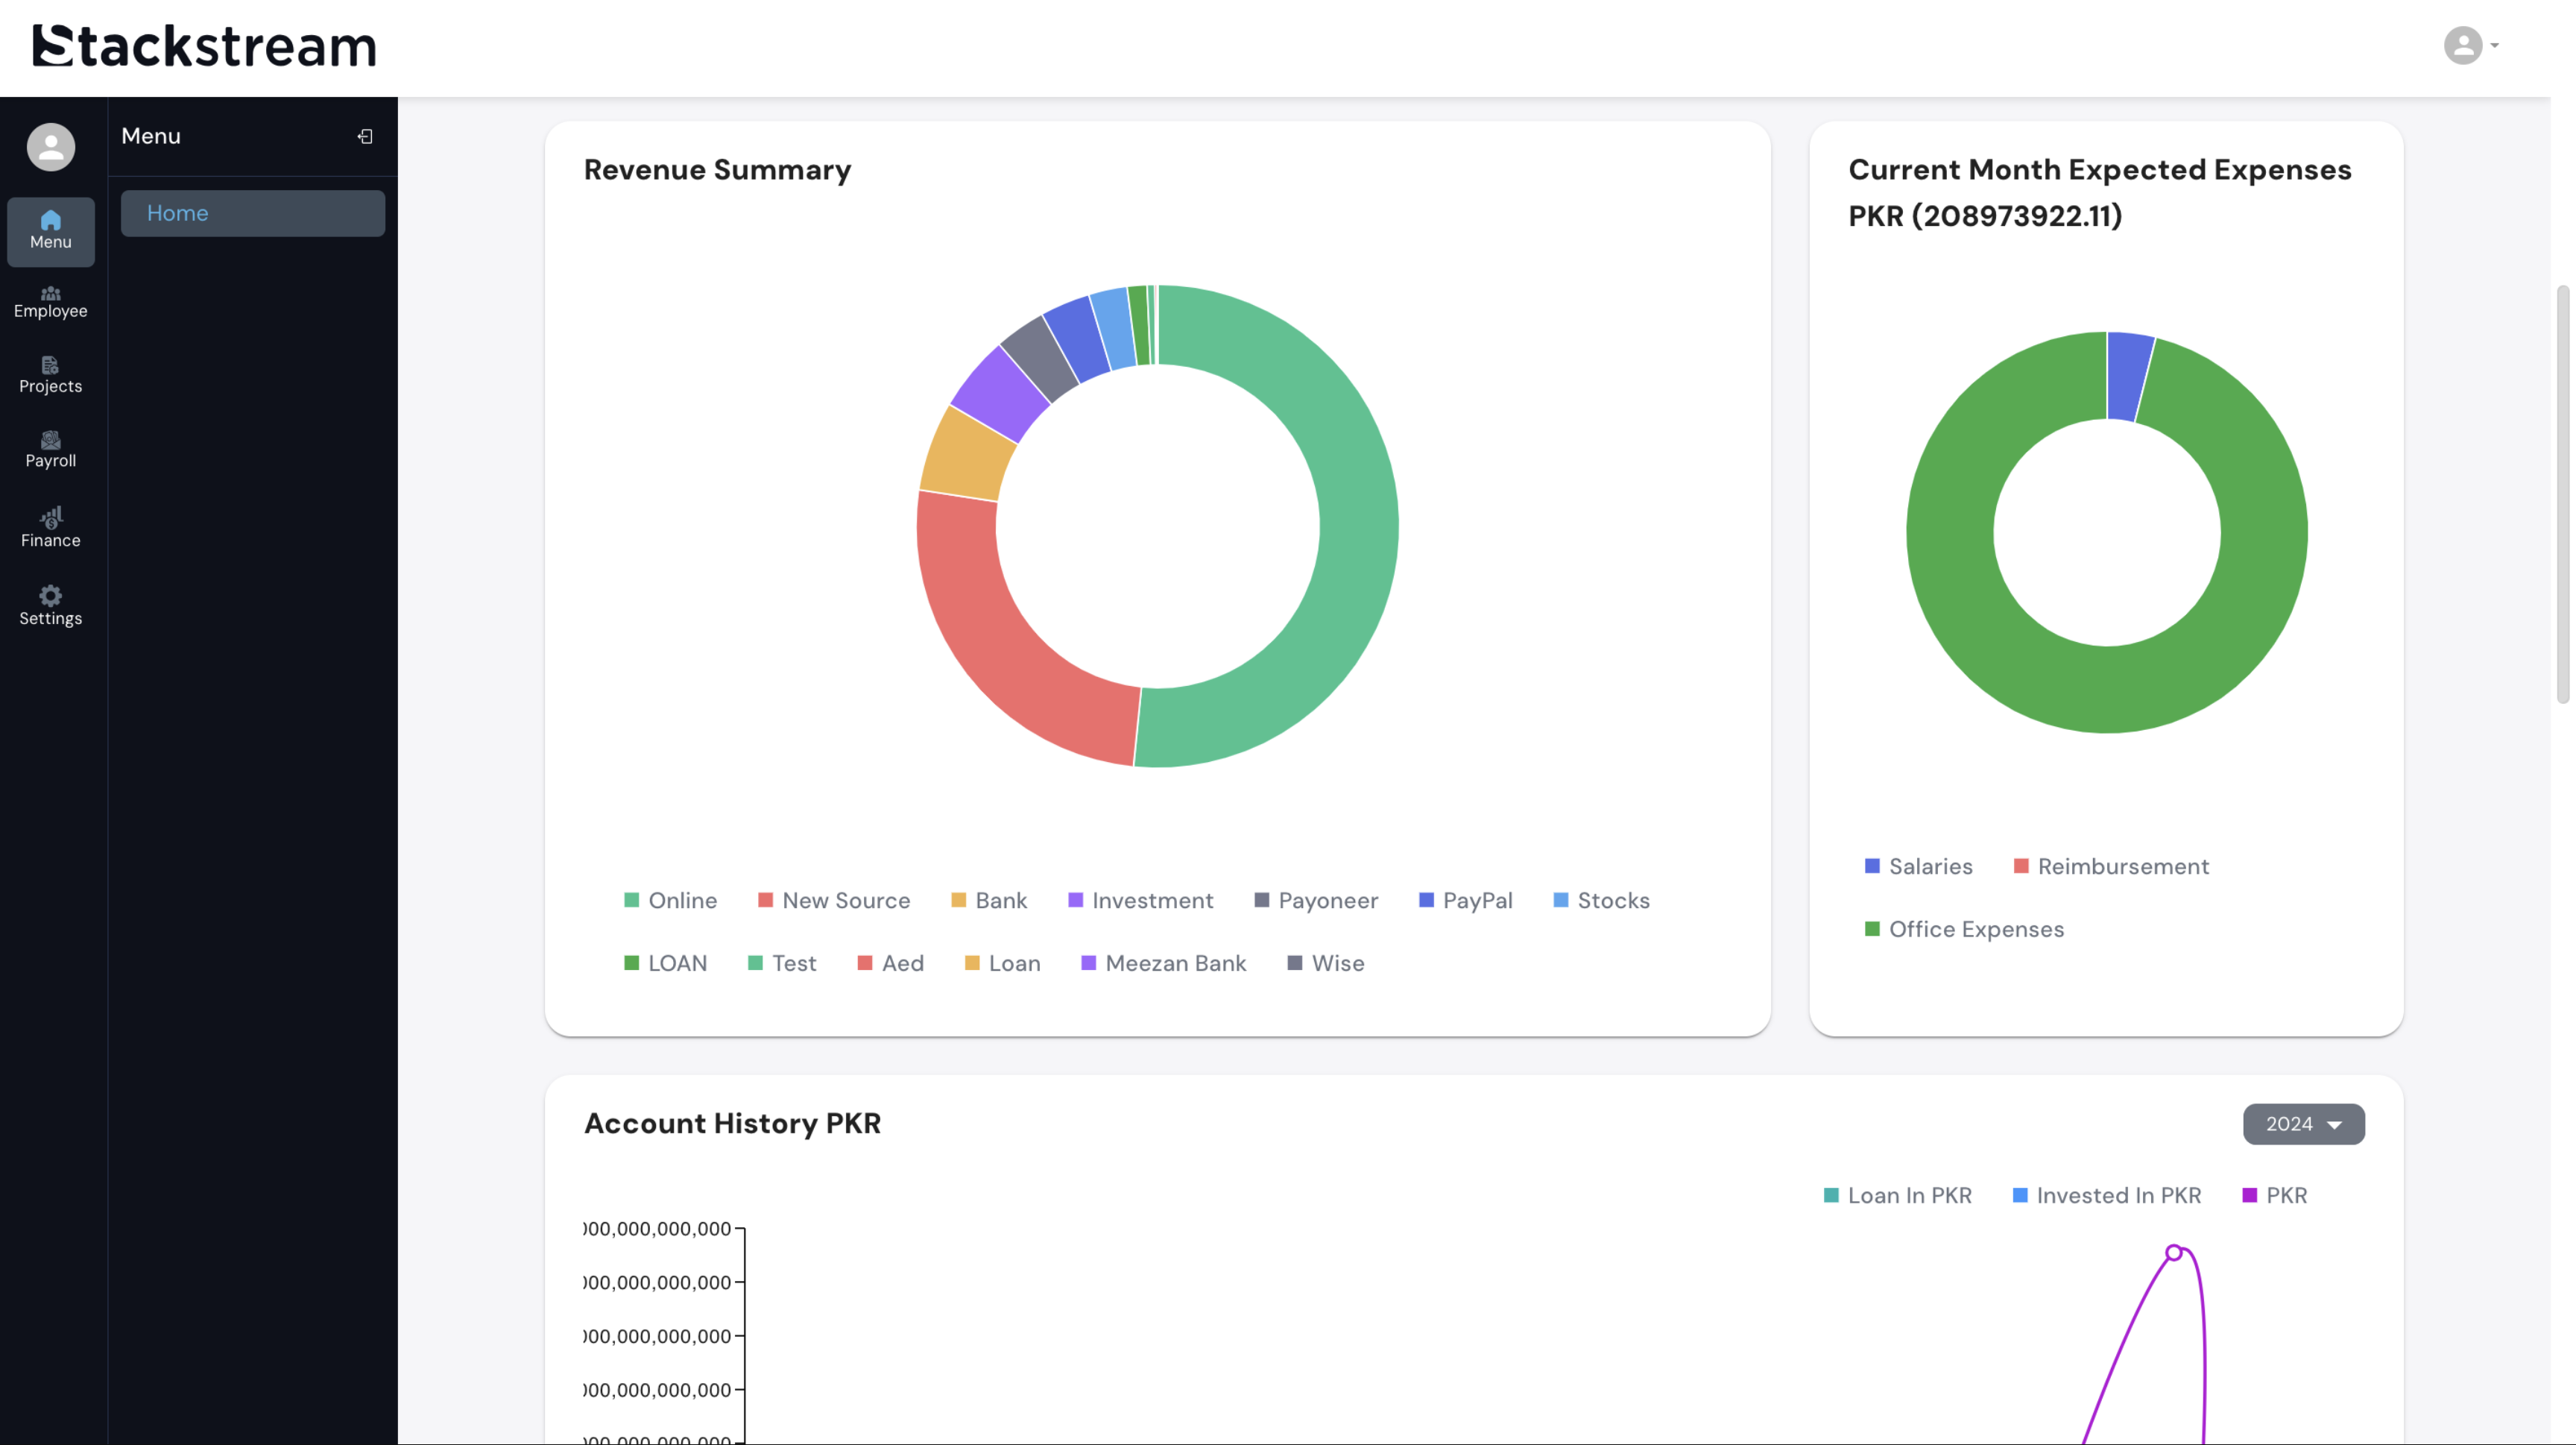 Stackstream
Menu
Home
Menu
Employee
Projects
Payroll
Finance
Settings
Revenue Summary
Online New Source Bank Investment Payoneer PayPal Stocks
LOAN Test Aed Loan Meezan Bank Wise
Current Month Expected Expenses
PKR (208973922.11)
Salaries Reimbursement
Office Expenses
Account History PKR
2024
Loan In PKR Invested In PKR PKR
00,000,000,000
00,000,000,000
00,000,000,000
00,000,000,000